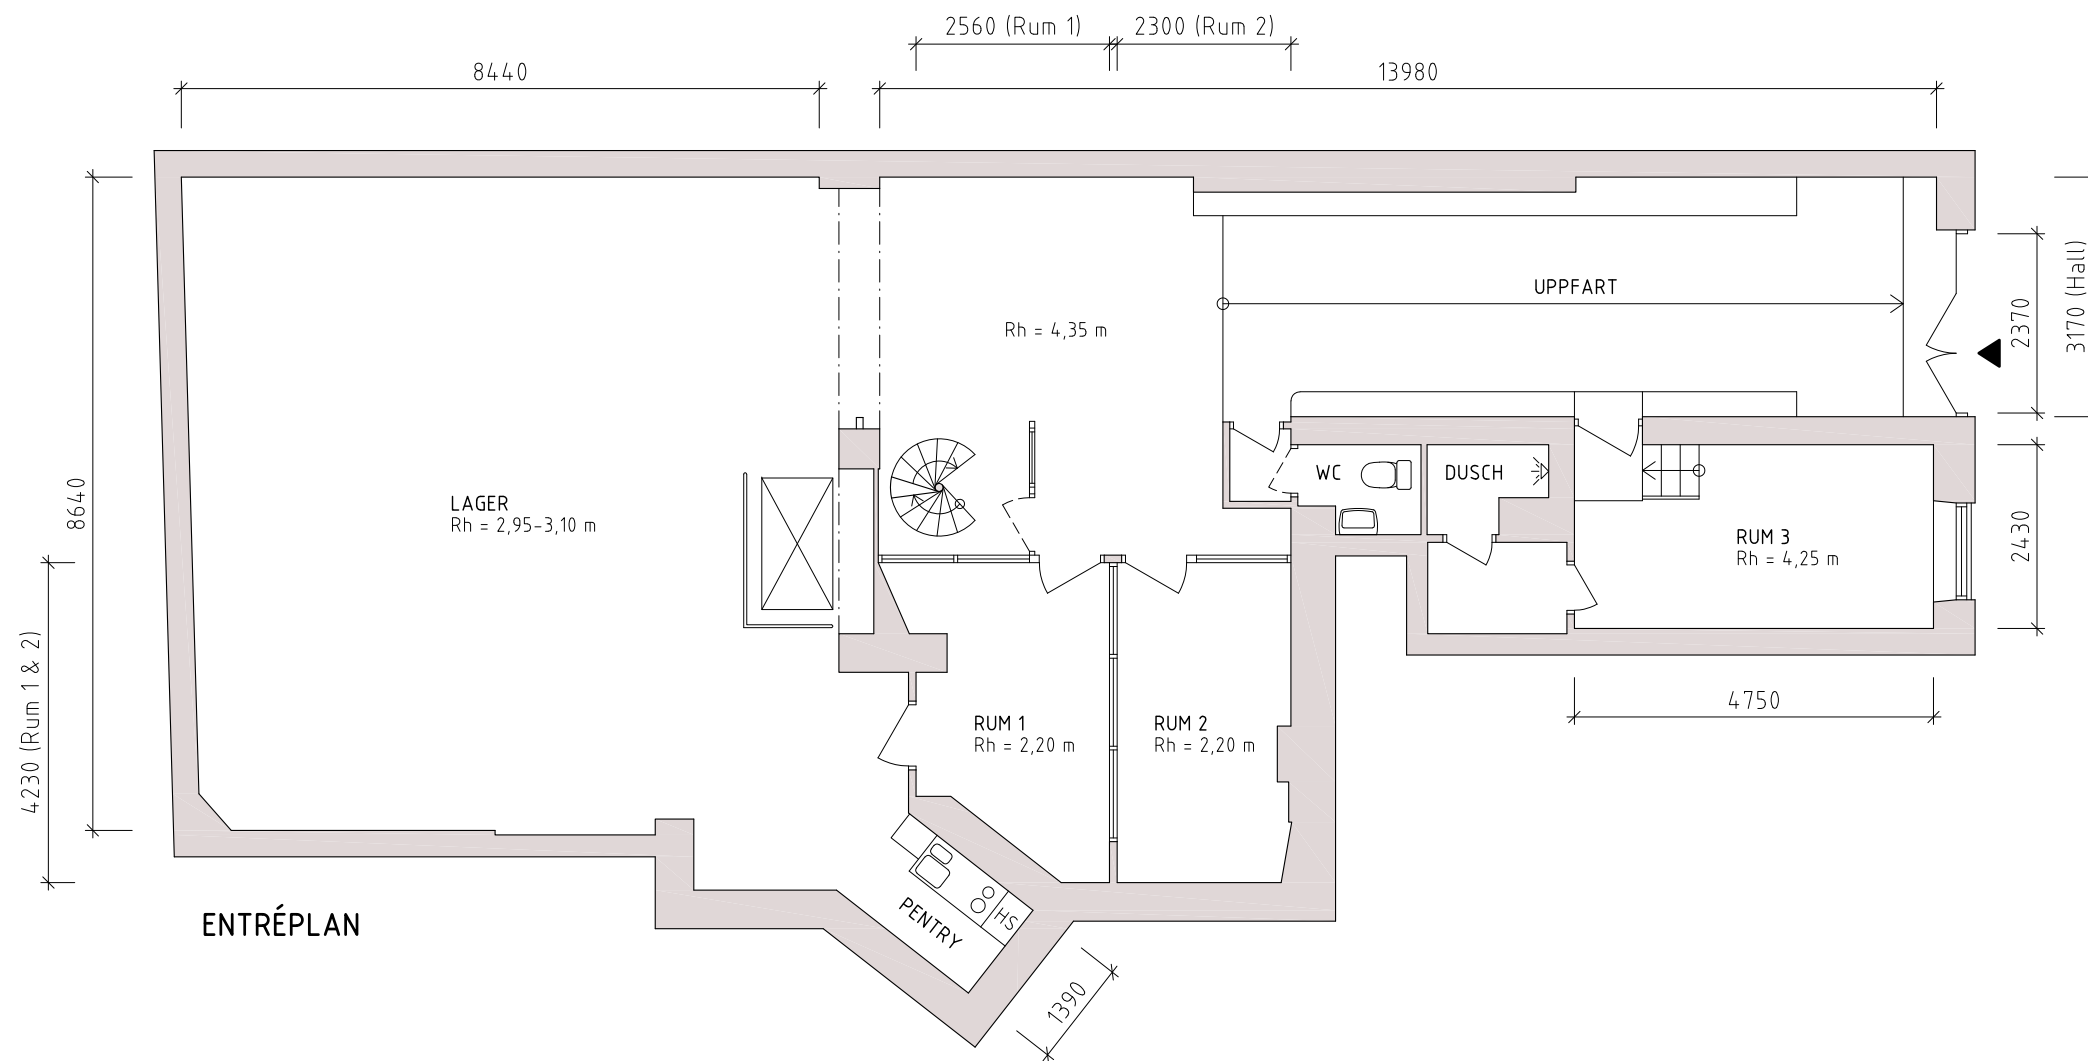 2560 (Rum 1)
2300 (Rum 2)
8440
13980
UPPFART
3170 (Hall)
2370
Rh = 4,35 m
WC
DUSCH
8640
LAGER
Rh = 2,95-3,10 m
RUM 3
Rh = 4,25 m
2430
4230 (Rum 1 & 2)
4750
RUM 1
Rh = 2,20 m
RUM 2
Rh = 2,20 m
HS
PENTRY
ENTRÉPLAN
1390